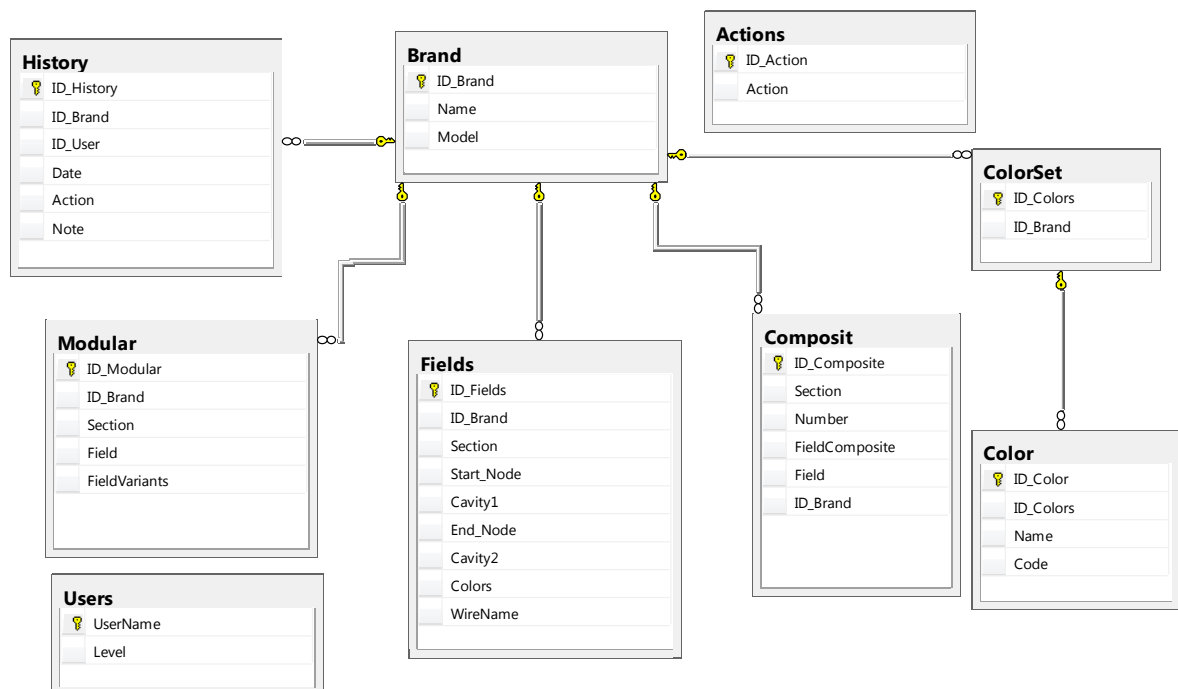 History
ID_History
ID_Brand
ID_User
Date
Action
Note
Brand
ID_Brand
Name
Model
Actions
ID_Action
Action
ColorSet
ID_Colors
ID_Brand
Modular
ID_Modular
ID_Brand
Section
Field
FieldVariants
Fields
ID_Fields
ID_Brand
Section
Start_Node
Cavity1
End_Node
Cavity2
Colors
WireName
Composit
ID_Composite
Section
Number
FieldComposite
Field
ID_Brand
Color
ID_Color
ID_Colors
Name
Code
Users
UserName
Level